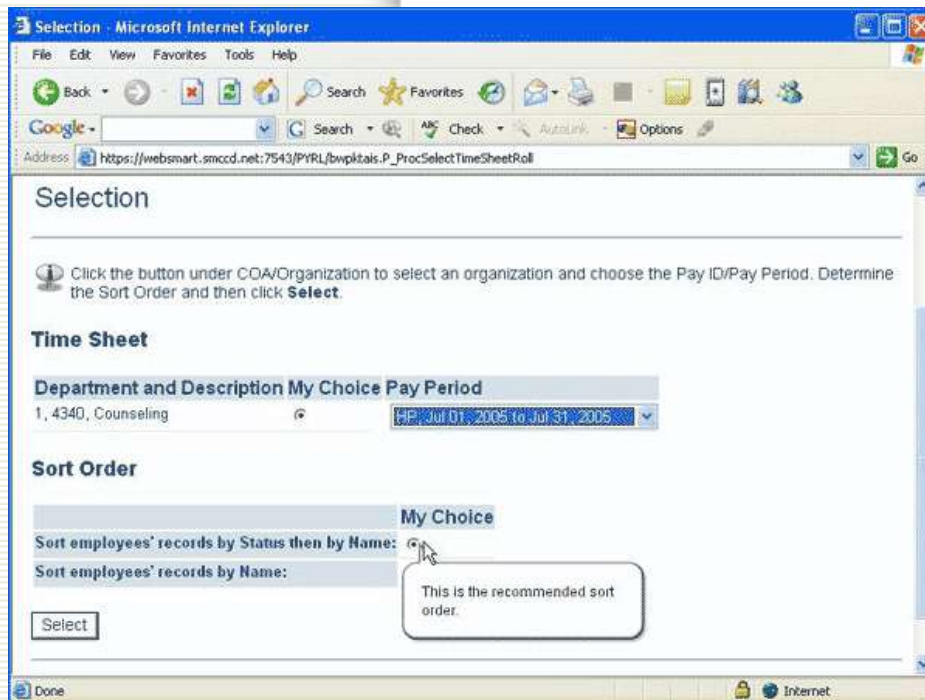 Selection - Microsoft Internet Explorer
File Edit View Favorites Tools Help
Back Search Favorites
Google Search ABC Check AutoLink Options
Address https://websmart.smccd.net:7543/PYRL/bwpktais.P_ProcSelectTimeSheetRoll Go
Selection
Click the button under COA/Organization to select an organization and choose the Pay ID/Pay Period. Determine
the Sort Order and then click Select.
Time Sheet
Department and Description My Choice Pay Period
1, 4340, Counseling HP, Jul 01, 2005 to Jul 31, 2005
Sort Order
My Choice
Sort employees' records by Status then by Name:
Sort employees' records by Name:
This is the recommended sort
order.
Select
Done Internet